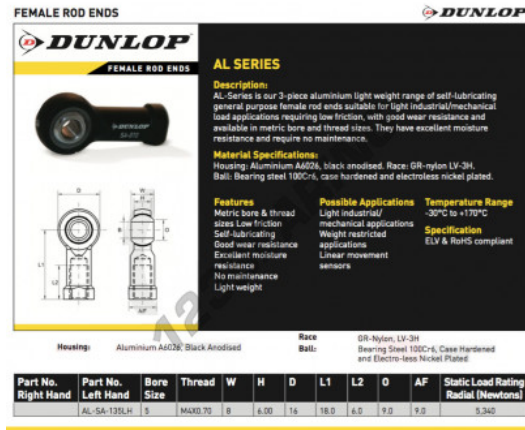 FEMALE ROD ENDS
DUNLOP
DUNLOP
FEMALE ROD ENDS
AL SERIES
Description:
AL-Series is our 3-piece aluminium light weight range of self-lubricating
general purpose female rod ends suitable for light industrial/mechanical
load applications requiring low friction, with good wear resistance and
available in metric bore and thread sizes. They have excellent moisture
resistance and require no maintenance.
Material Specifications:
Housing: Aluminium A6026, black anodised. Race: GR-nylon LV-3H.
Ball: Bearing steel 100Cr6, case hardened and electroless nickel plated.
DUNLOP
Features
Metric bore & thread
sizes Low friction
Self-lubricating
Good wear resistance
Excellent moisture
resistance
No maintenance
Light weight
Possible Applications
Light industrial/
mechanical applications
Weight restricted
applications
Linear movement
sensors
Temperature Range
-30°C to +170°C
Specification
ELV & RoHS compliant
D
W
H
B
O
L1
L2
A/F
Housing: Aluminium A6026, Black Anodised
Race GR-Nylon, LV-3H
Ball: Bearing Steel 100Cr6, Case Hardened
and Electro-less Nickel Plated
Part No. Right Hand Part No. Left Hand Bore Size Thread W H D L1 L2 O AF Static Load Rating Radial (Newtons)
AL-SA-135LH 5 M4X0.70 8 6.00 16 18.0 6.0 9.0 9.0 5,340